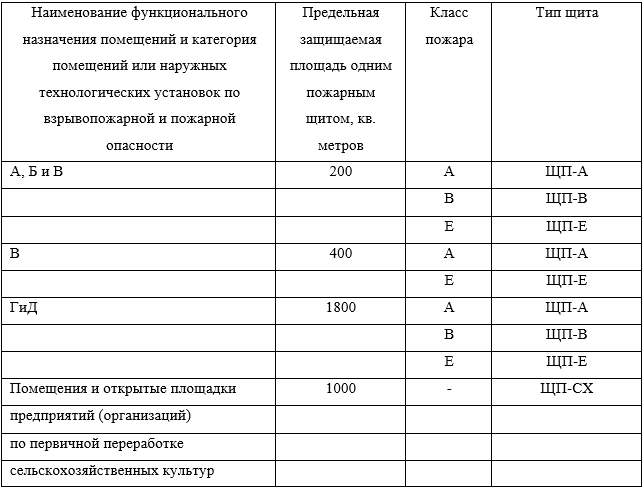 Наименование функционального Предельная Класс Тип щита
назначения помещений и категория защищаемая пожара
помещений или наружных площадь одним
технологических установок по пожарным
взрывопожарной и пожарной щитом, кв.
опасности метров
А, Б и В 200 А ЩП-А
В ЩП-В
Е ЩП-Е
В 400 А ЩП-А
Е ЩП-Е
ГиД 1800 А ЩП-А
В ЩП-В
Е ЩП-Е
Помещения и открытые площадки 1000 - ЩП-СХ
предприятий (организаций)
по первичной переработке
сельскохозяйственных культур